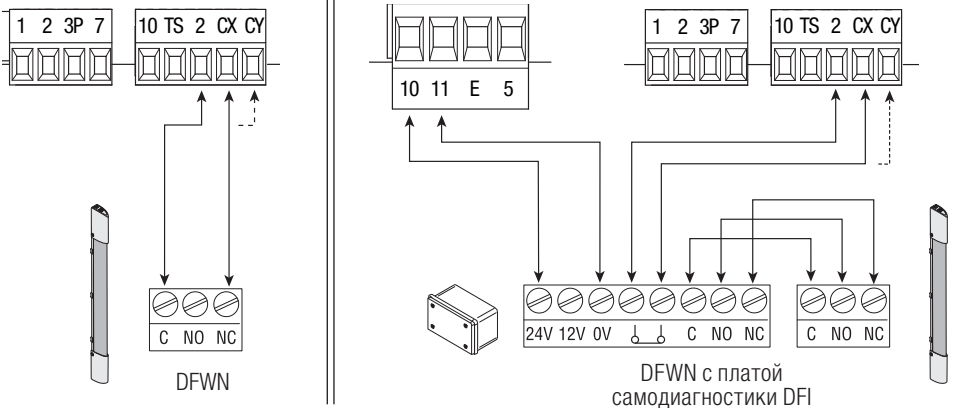 1 2 3P 7
10 TS 2 CX CY
C NO NC
DFWN
10 11 E 5
1 2 3P 7
10 TS 2 CX CY
24V 12V 0V C NO NC
C NO NC
DFWN с платой
самодиагностики DFI